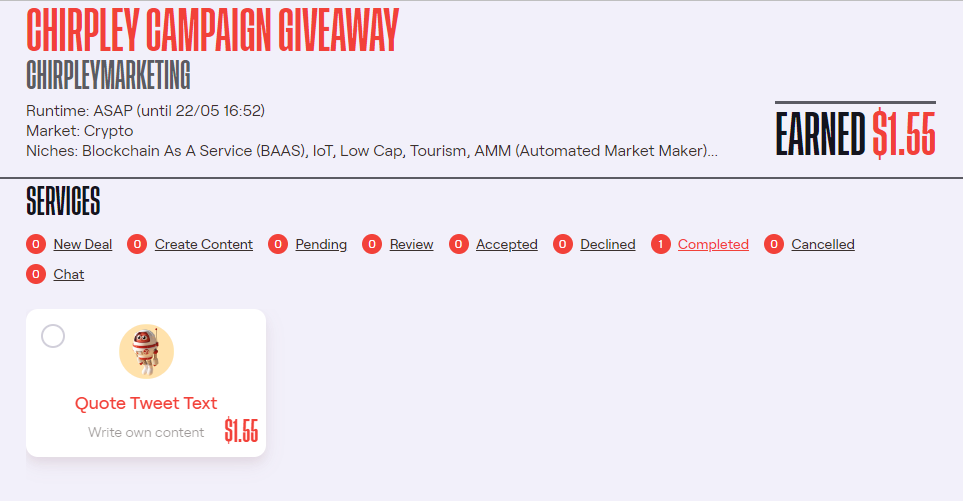 CHIRPLEY CAMPAIGN GIVEAWAY
CHIRPLEYMARKETING
Runtime: ASAP (until 22/05 16:52)
Market: Crypto
Niches: Blockchain As A Service (BAAS), IoT, Low Cap, Tourism, AMM (Automated Market Maker)...
EARNED $1.55
SERVICES
0 New Deal 0 Create Content 0 Pending 0 Review 0 Accepted 0 Declined 1 Completed 0 Cancelled
0 Chat
Quote Tweet Text
Write own content $1.55